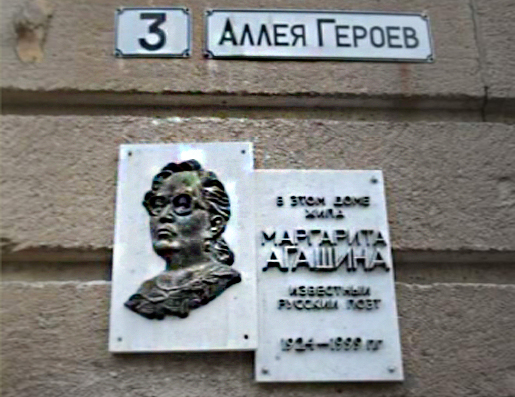 3
Аллея Героев
В ЭТОМ ДОМЕ
ЖИЛА
МАРГАРИТА
АГАШИНА
ИЗВЕСТНЫЙ
РУССКИЙ ПОЭТ
1924–1999 гг